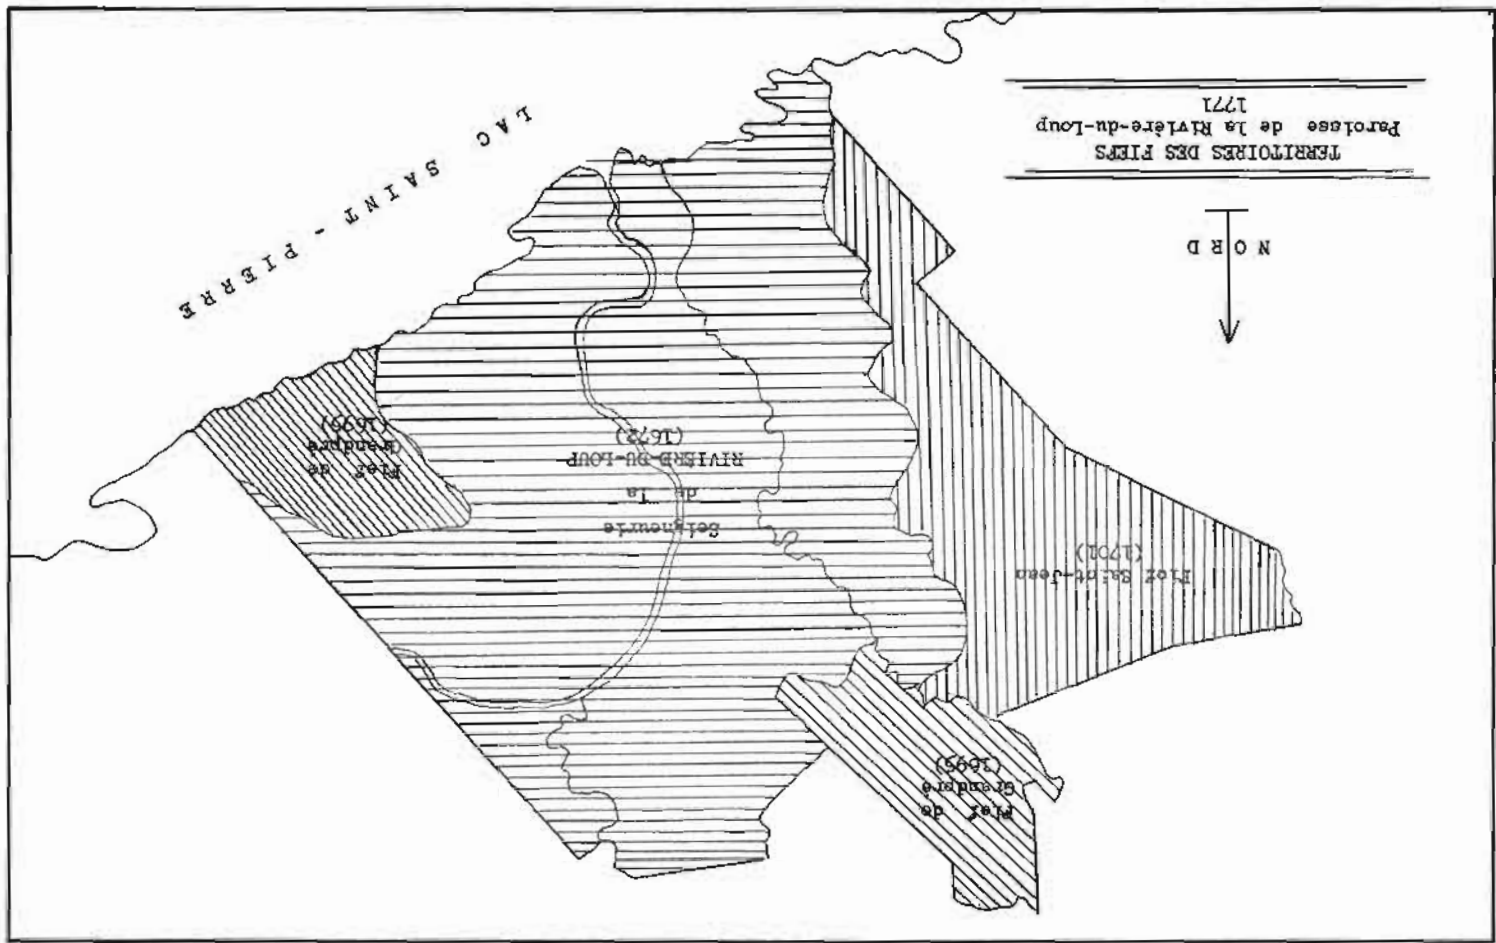 Fief de
Grandpré
(1695)
Fief Saint-Jean
(1701)
Seigneurie
de la
RIVIÈRE-DU-LOUP
(1672)
Fief de
Grandpré
(1695)
NORD
TERRITOIRES DES FIEFS
Paroisse de la Rivière-du-Loup
1771
LAC SAINT-PIERRE